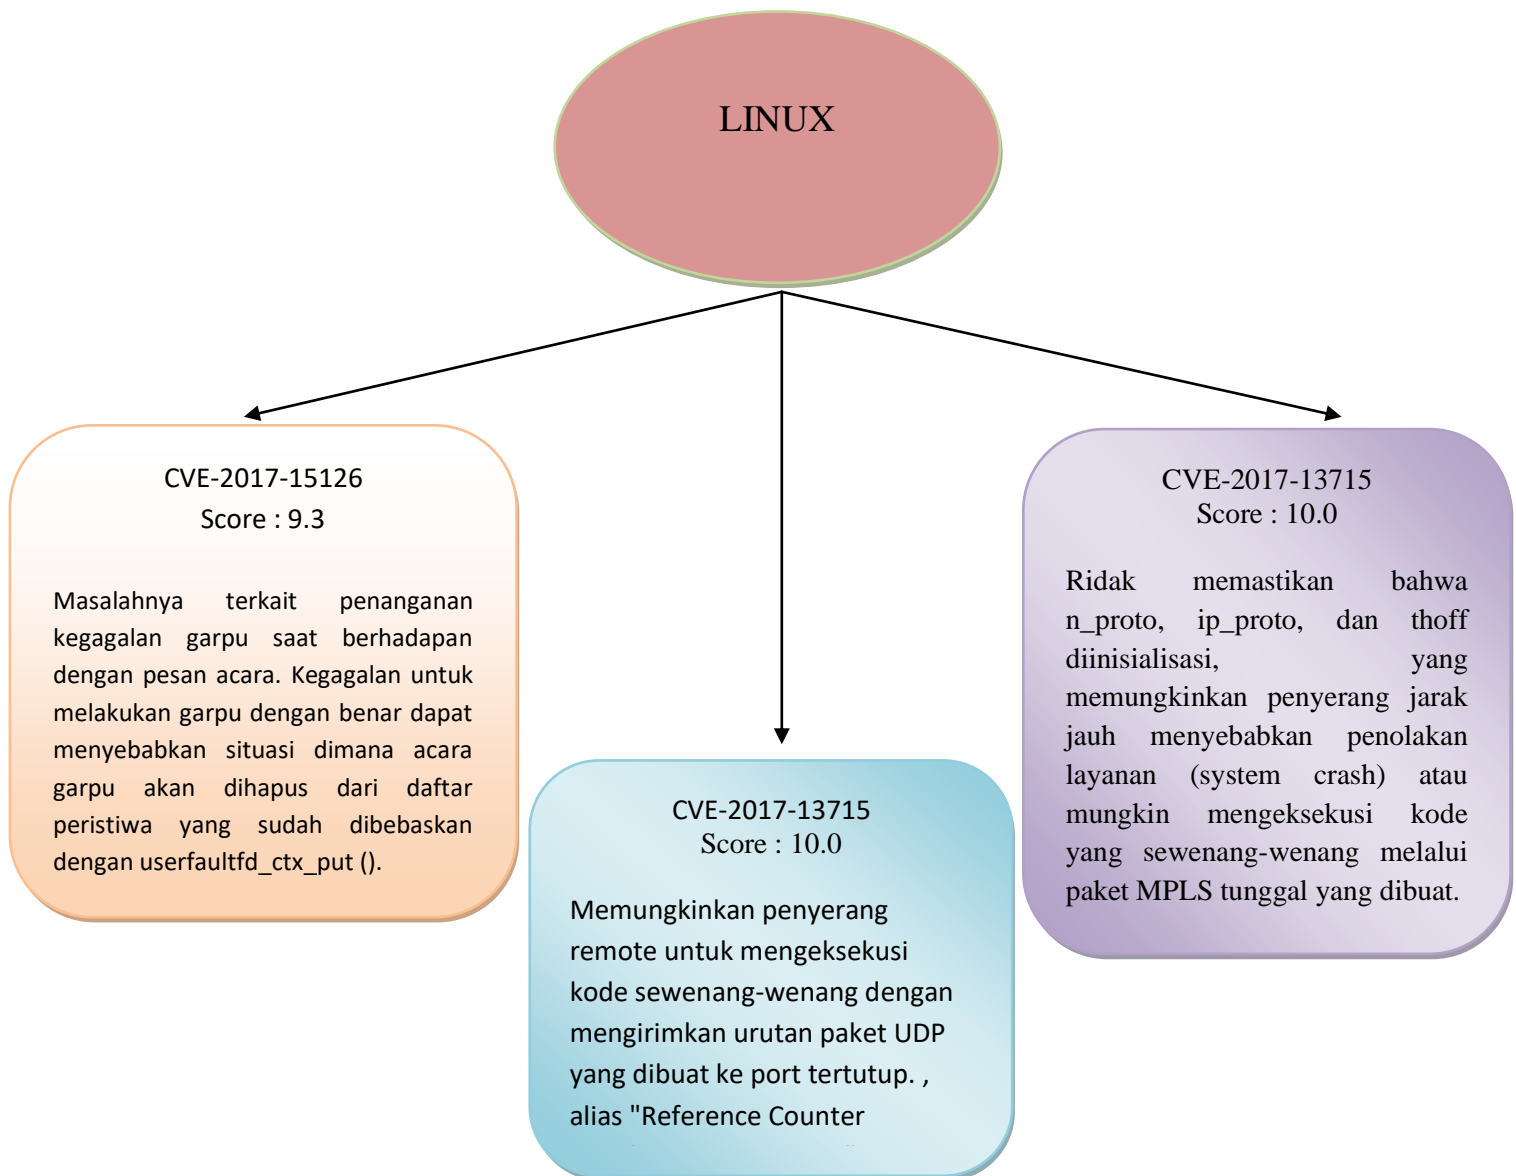 LINUX
CVE-2017-15126
Score : 9.3
Masalahnya terkait penanganan
kegagalan garpu saat berhadapan
dengan pesan acara. Kegagalan untuk
melakukan garpu dengan benar dapat
menyebabkan situasi dimana acara
garpu akan dihapus dari daftar
peristiwa yang sudah dibebaskan
dengan userfaultfd_ctx_put ().
CVE-2017-13715
Score : 10.0
Memungkinkan penyerang
remote untuk mengeksekusi
kode sewenang-wenang dengan
mengirimkan urutan paket UDP
yang dibuat ke port tertutup. ,
alias "Reference Counter
CVE-2017-13715
Score : 10.0
Ridak memastikan bahwa
n_proto, ip_proto, dan thoff
diinisialisasi, yang
memungkinkan penyerang jarak
jauh menyebabkan penolakan
layanan (system crash) atau
mungkin mengeksekusi kode
yang sewenang-wenang melalui
paket MPLS tunggal yang dibuat.